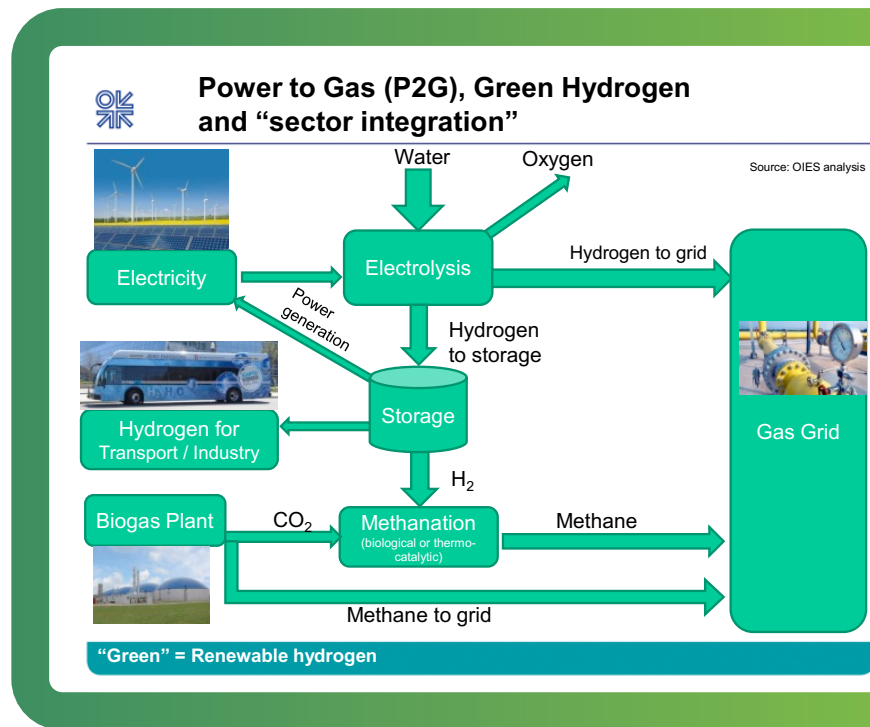 Power to Gas (P2G), Green Hydrogen
and “sector integration”
Source: OIES analysis
Water
Oxygen
Electricity
Electrolysis
Hydrogen to grid
Power
generation
Hydrogen
to storage
Storage
Hydrogen for
Transport / Industry
Gas Grid
H₂
Biogas Plant
CO₂
Methanation
(biological or thermo-
catalytic)
Methane
Methane to grid
“Green” = Renewable hydrogen